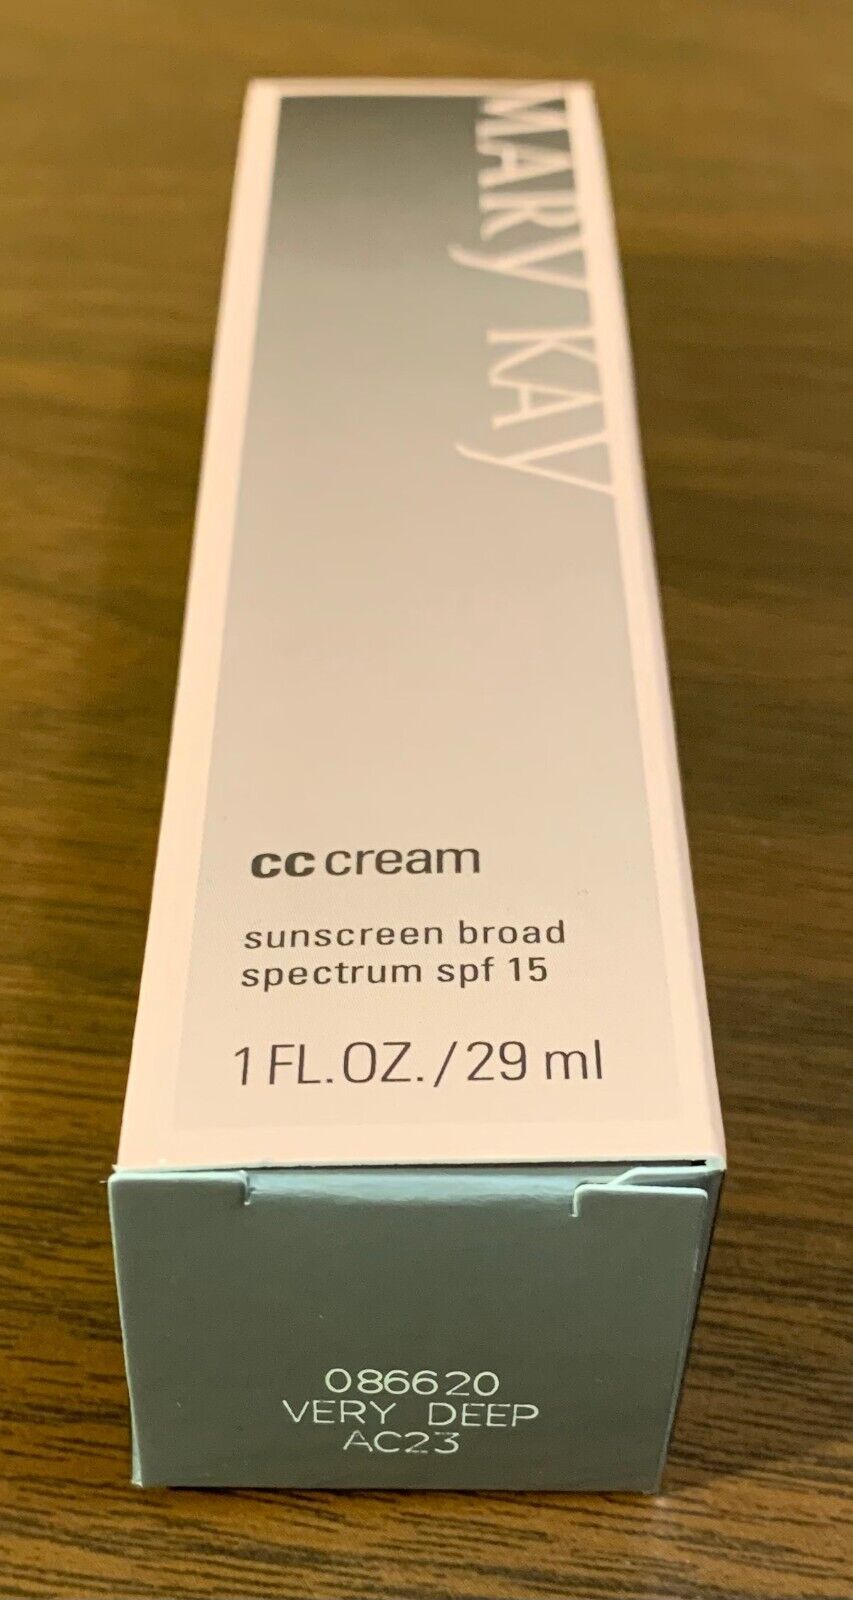 MARY KAY
cc cream
sunscreen broad
spectrum spf 15
1 FL.OZ./29 ml
086620
VERY DEEP
AC23